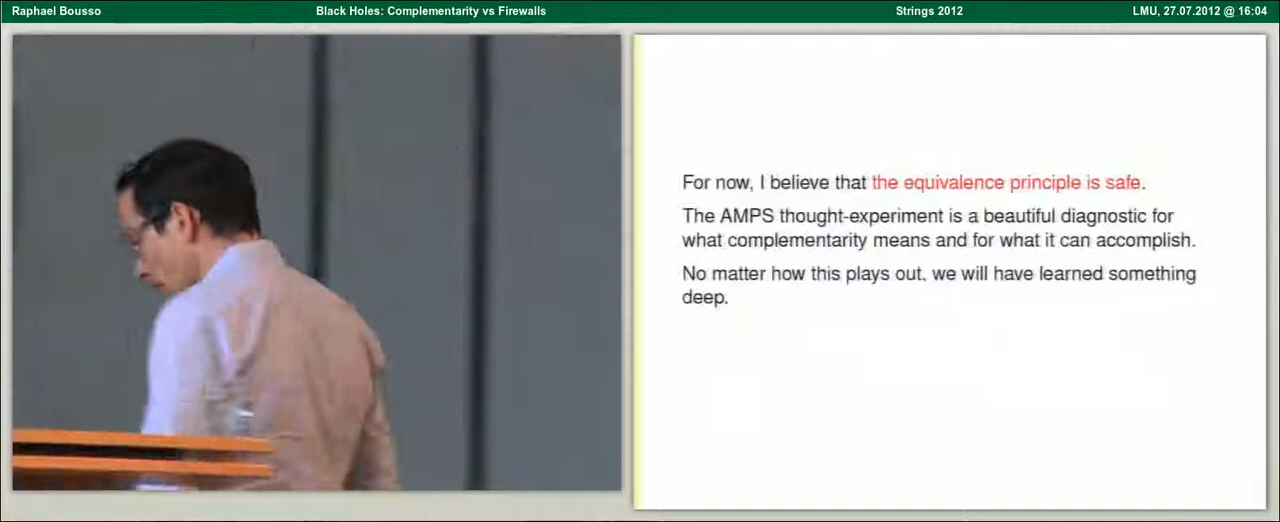 Raphael Bousso
Black Holes: Complementarity vs Firewalls
Strings 2012
LMU, 27.07.2012 @ 16:04
For now, I believe that the equivalence principle is safe.
The AMPS thought-experiment is a beautiful diagnostic for
what complementarity means and for what it can accomplish.
No matter how this plays out, we will have learned something
deep.